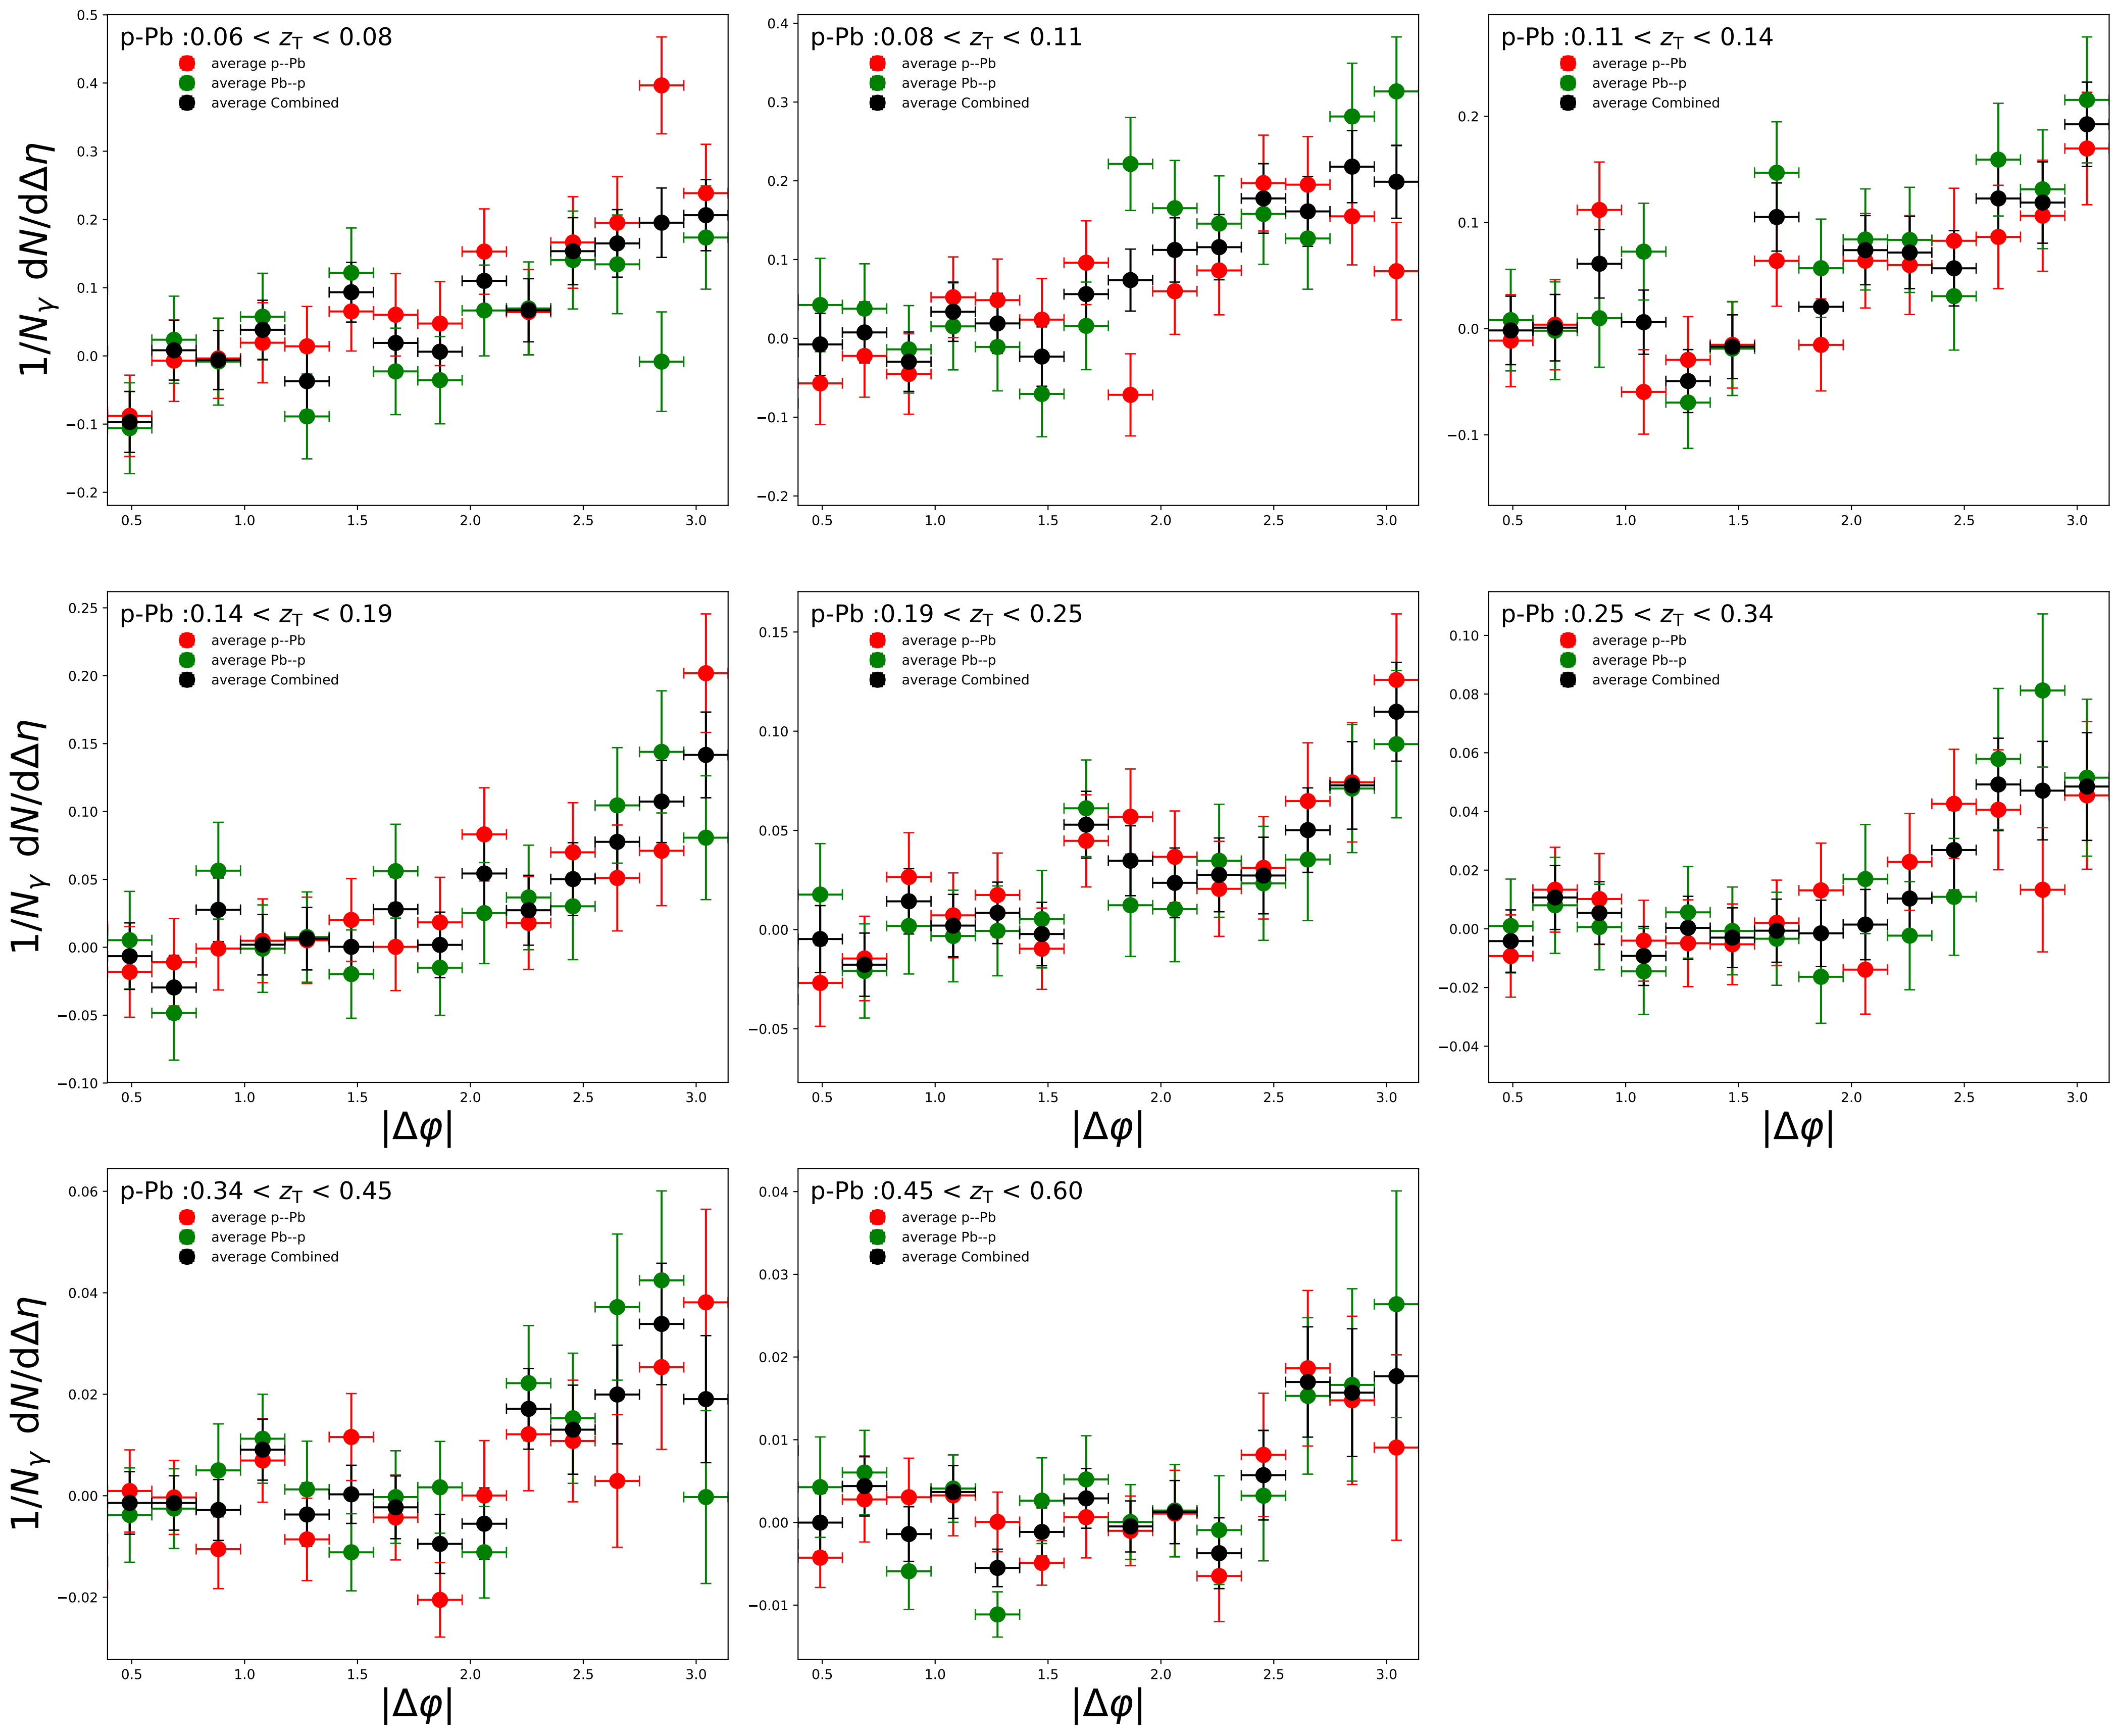 p-Pb :0.06 < zT < 0.08
average p--Pb
average Pb--p
average Combined
1/Nγ dN/dΔη
0.5
0.4
0.3
0.2
0.1
0.0
−0.1
−0.2
0.5 1.0 1.5 2.0 2.5 3.0
p-Pb :0.08 < zT < 0.11
average p--Pb
average Pb--p
average Combined
0.4
0.3
0.2
0.1
0.0
−0.1
−0.2
0.5 1.0 1.5 2.0 2.5 3.0
p-Pb :0.11 < zT < 0.14
average p--Pb
average Pb--p
average Combined
0.2
0.1
0.0
−0.1
0.5 1.0 1.5 2.0 2.5 3.0
p-Pb :0.14 < zT < 0.19
average p--Pb
average Pb--p
average Combined
1/Nγ dN/dΔη
0.25
0.20
0.15
0.10
0.05
0.00
−0.05
−0.10
0.5 1.0 1.5 2.0 2.5 3.0
|Δφ|
p-Pb :0.19 < zT < 0.25
average p--Pb
average Pb--p
average Combined
0.15
0.10
0.05
0.00
−0.05
0.5 1.0 1.5 2.0 2.5 3.0
|Δφ|
p-Pb :0.25 < zT < 0.34
average p--Pb
average Pb--p
average Combined
0.10
0.08
0.06
0.04
0.02
0.00
−0.02
−0.04
0.5 1.0 1.5 2.0 2.5 3.0
|Δφ|
p-Pb :0.34 < zT < 0.45
average p--Pb
average Pb--p
average Combined
1/Nγ dN/dΔη
0.06
0.04
0.02
0.00
−0.02
0.5 1.0 1.5 2.0 2.5 3.0
|Δφ|
p-Pb :0.45 < zT < 0.60
average p--Pb
average Pb--p
average Combined
0.04
0.03
0.02
0.01
0.00
−0.01
0.5 1.0 1.5 2.0 2.5 3.0
|Δφ|